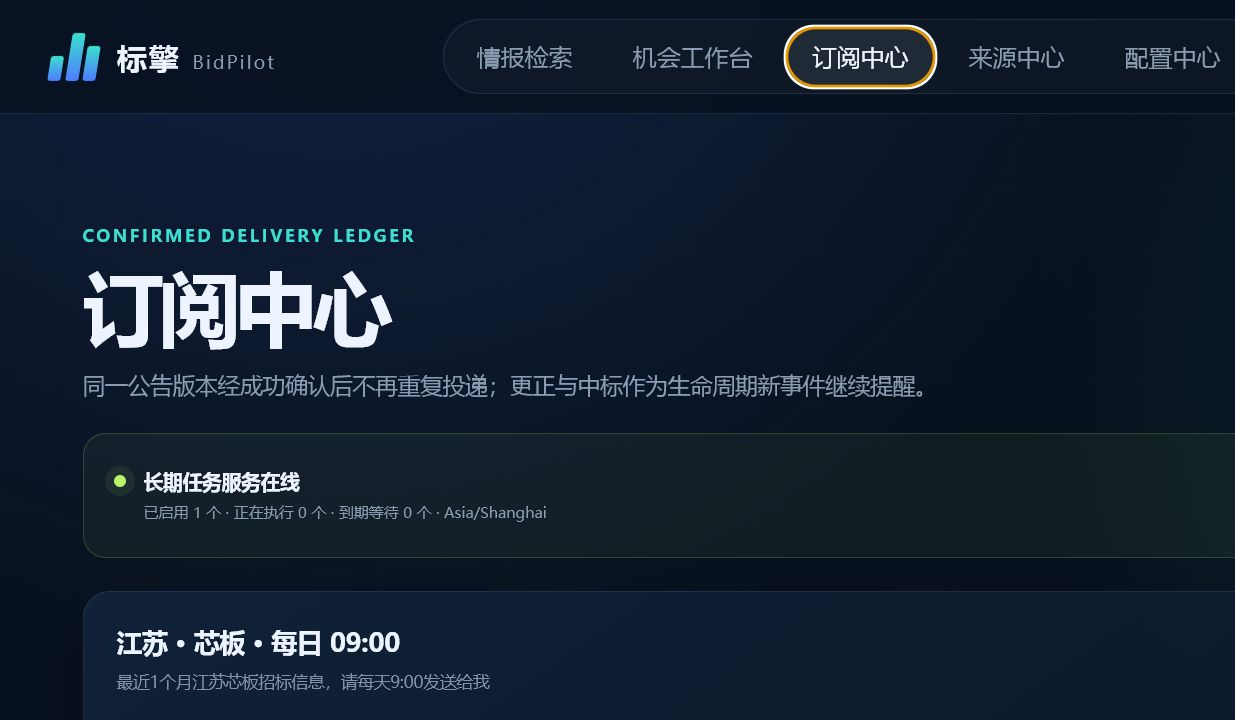 标擎 BidPilot
情报检索 机会工作台 订阅中心 来源中心 配置中心
CONFIRMED DELIVERY LEDGER
订阅中心
同一公告版本经成功确认后不再重复投递；更正与中标作为生命周期新事件继续提醒。
长期任务服务在线
已启用 1 个 · 正在执行 0 个 · 到期等待 0 个 · Asia/Shanghai
江苏 · 芯板 · 每日 09:00
最近1个月江苏芯板招标信息，请每天9:00发送给我